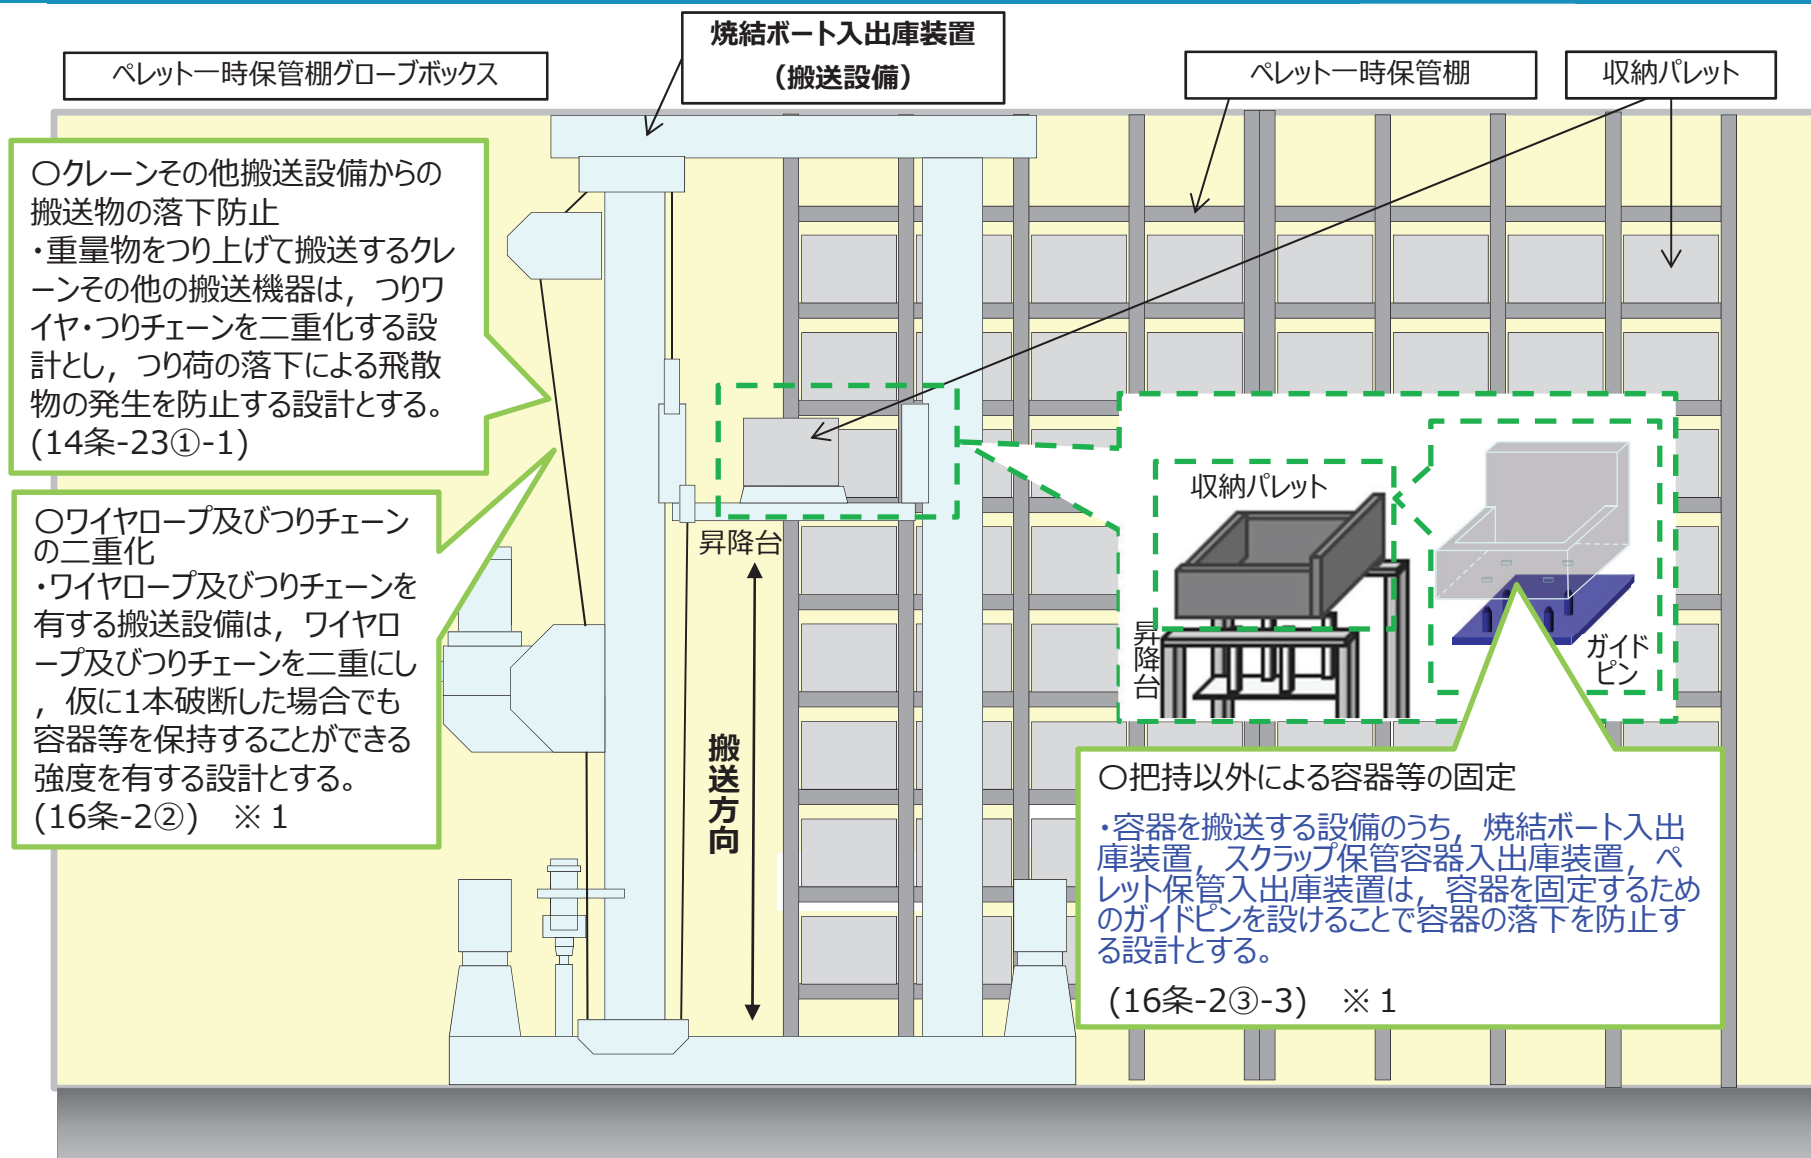 焼結ボート入出庫装置
(搬送設備)
ペレット一時保管棚グローブボックス
ペレット一時保管棚
収納パレット
○クレーンその他搬送設備からの
搬送物の落下防止
・重量物をつり上げて搬送するクレ
ーンその他の搬送機器は，つりワ
イヤ・つりチェーンを二重化する設
計とし，つり荷の落下による飛散
物の発生を防止する設計とする。
(14条-23①-1)
○ワイヤロープ及びつりチェーン
の二重化
・ワイヤロープ及びつりチェーンを
有する搬送設備は，ワイヤロ
ープ及びつりチェーンを二重にし
，仮に1本破断した場合でも
容器等を保持することができる
強度を有する設計とする。
(16条-2②)　※１
昇降台
搬送方向
収納パレット
昇降台
ガイド
ピン
○把持以外による容器等の固定
・容器を搬送する設備のうち，焼結ボート入出
庫装置，スクラップ保管容器入出庫装置，ペ
レット保管入出庫装置は，容器を固定するため
のガイドピンを設けることで容器の落下を防止す
る設計とする。
(16条-2③-3)　※１